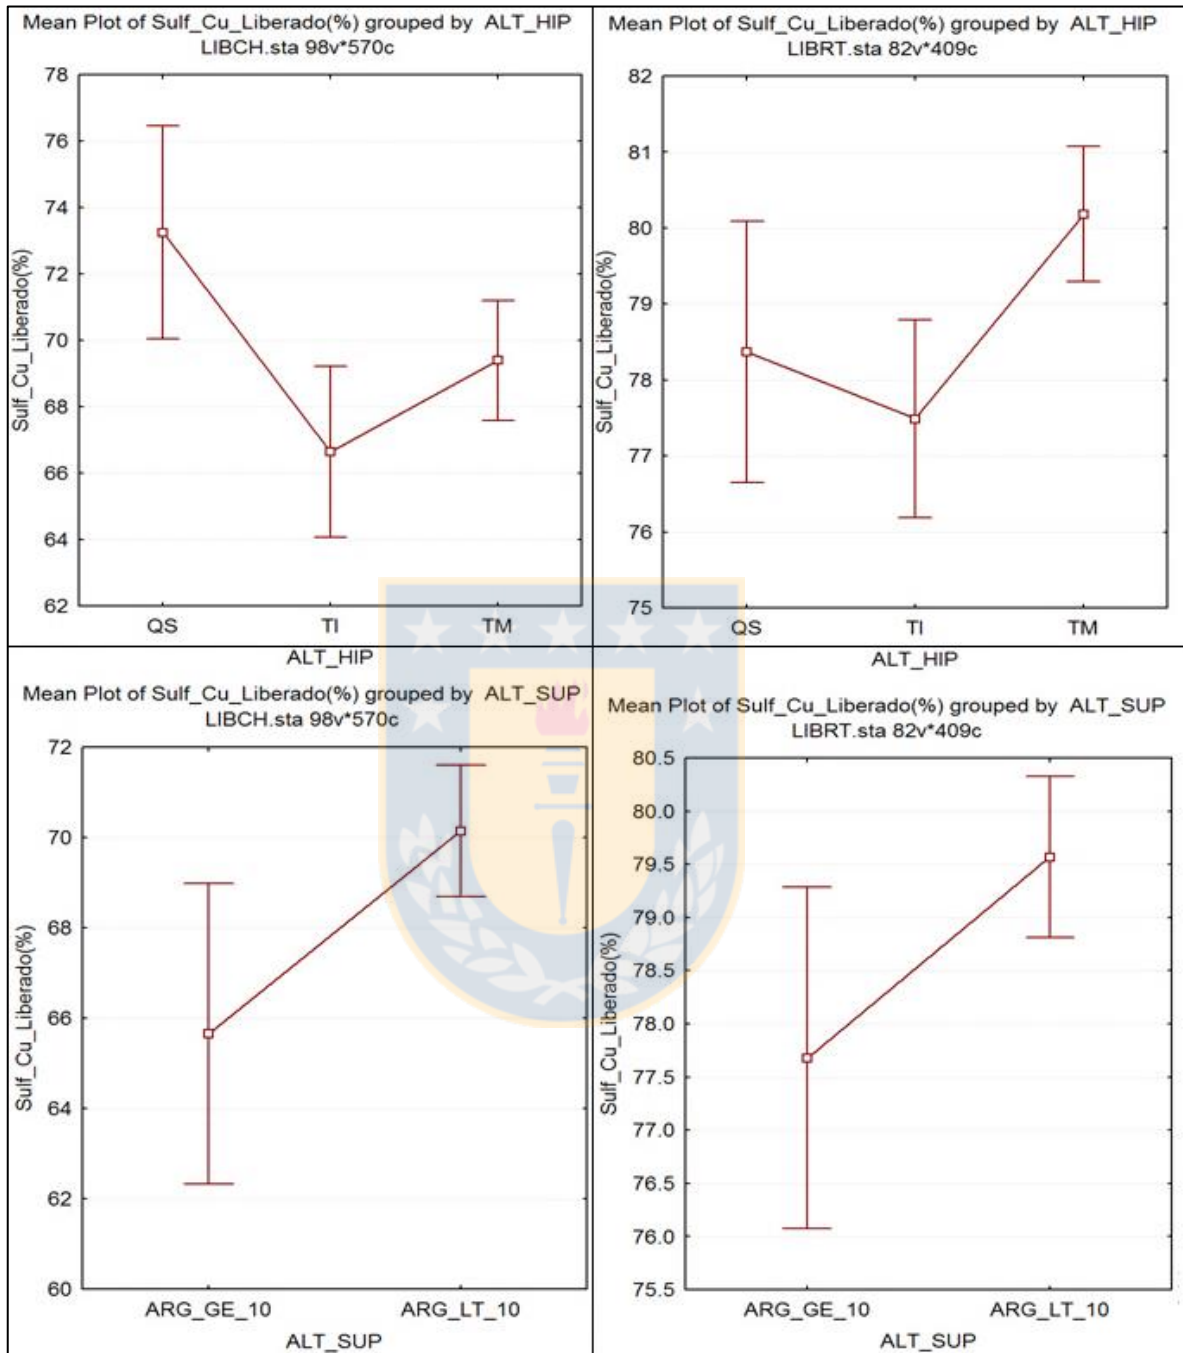 Mean Plot of Sulf_Cu_Liberado(%) grouped by ALT_HIP
LIBCH.sta 98v*570c
Sulf_Cu_Liberado(%)
78
76
74
72
70
68
66
64
62
QS TI TM
ALT_HIP
Mean Plot of Sulf_Cu_Liberado(%) grouped by ALT_HIP
LIBRT.sta 82v*409c
Sulf_Cu_Liberado(%)
82
81
80
79
78
77
76
75
QS TI TM
ALT_HIP
Mean Plot of Sulf_Cu_Liberado(%) grouped by ALT_SUP
LIBCH.sta 98v*570c
Sulf_Cu_Liberado(%)
72
70
68
66
64
62
60
ARG_GE_10 ARG_LT_10
ALT_SUP
Mean Plot of Sulf_Cu_Liberado(%) grouped by ALT_SUP
LIBRT.sta 82v*409c
Sulf_Cu_Liberado(%)
80.5
80.0
79.5
79.0
78.5
78.0
77.5
77.0
76.5
76.0
75.5
ARG_GE_10 ARG_LT_10
ALT_SUP